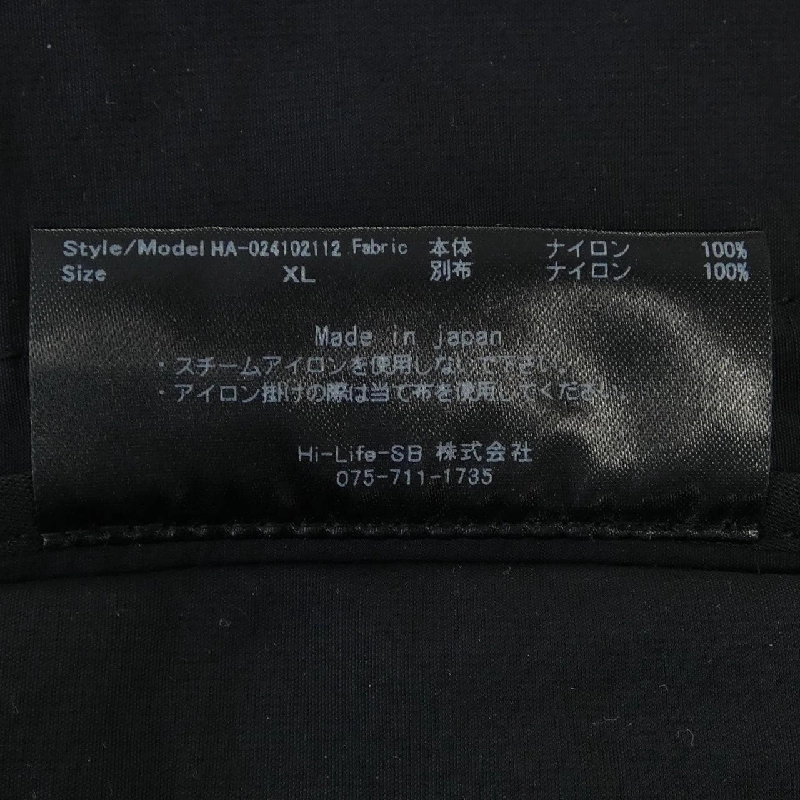 Style/Model HA-024102112 Fabric 本体 ナイロン 100%
Size XL 別布 ナイロン 100%
Made in japan
・スチームアイロンを使用しないで下さい。
・アイロン掛けの際は当て布を使用してください。
Hi-Life-SB 株式会社
075-711-1735